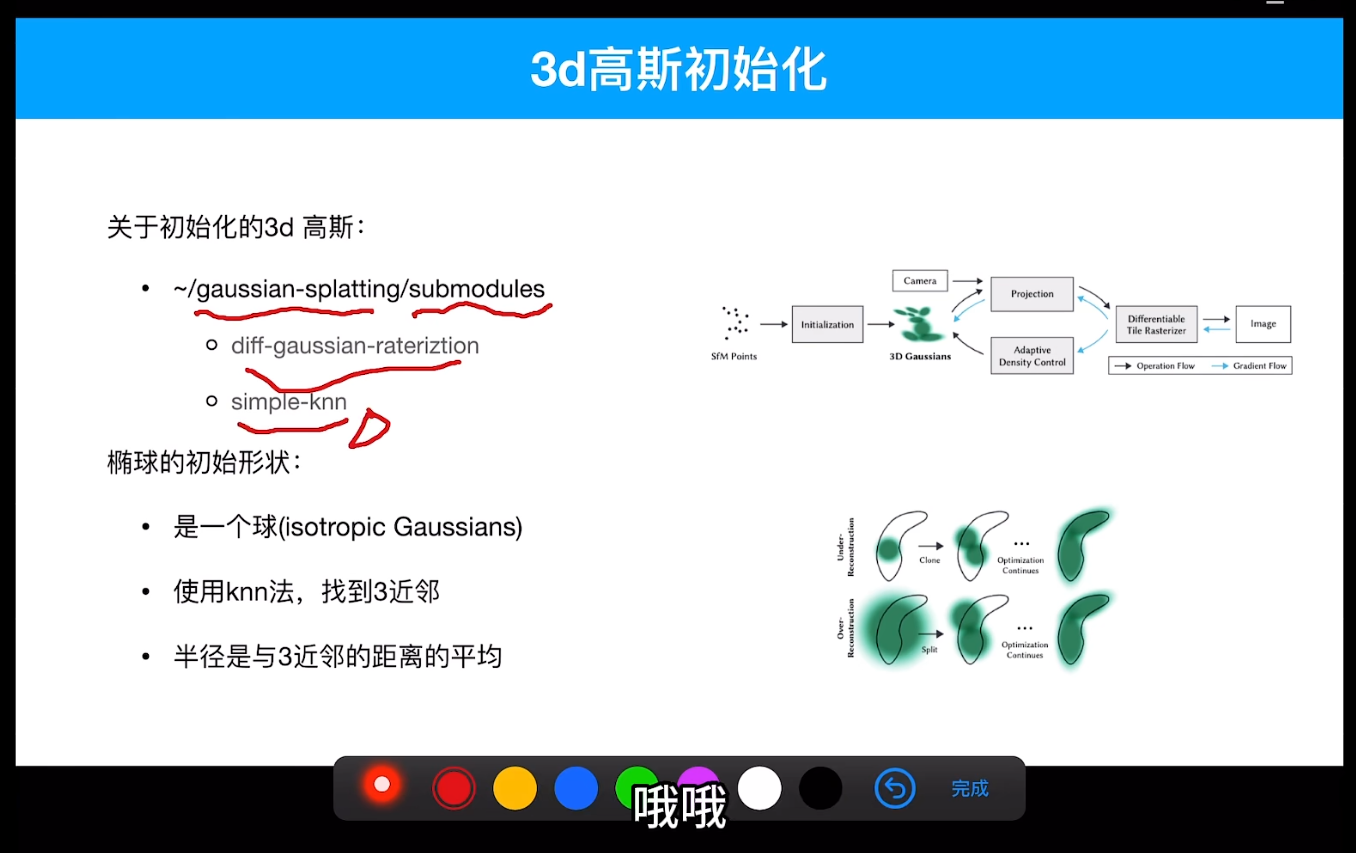 3d高斯初始化
关于初始化的3d 高斯：
• ~/gaussian-splatting/submodules
diff-gaussian-rateriztion
simple-knn
椭球的初始形状：
• 是一个球(isotropic Gaussians)
• 使用knn法，找到3近邻
• 半径是与3近邻的距离的平均
SfM Points
Initialization
Camera
3D Gaussians
Projection
Adaptive
Density Control
Differentiable
Tile Rasterizer
Image
Operation Flow
Gradient Flow
Under-
Reconstruction
Clone
...
Optimization
Continues
Over-
Reconstruction
Split
...
Optimization
Continues
完成
哦哦